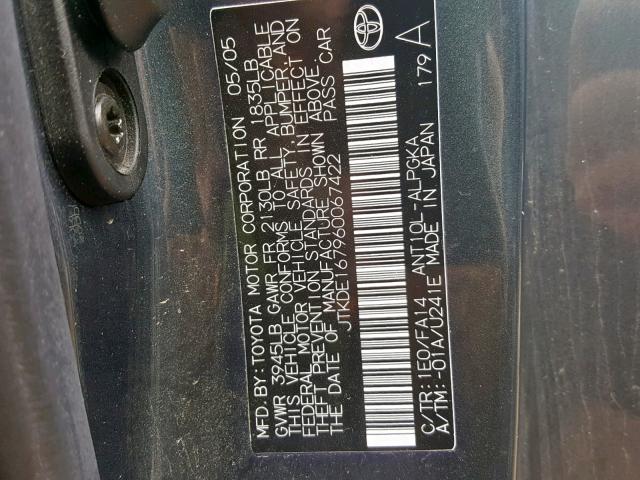 MFD. BY: TOYOTA MOTOR CORPORATION 05/05
GVWR 3945LB GAWR FR 2130LB RR 1835LB
THIS VEHICLE CONFORMS TO ALL APPLICABLE
FEDERAL MOTOR VEHICLE SAFETY, BUMPER, AND
THEFT PREVENTION STANDARDS IN EFFECT ON
THE DATE OF MANUFACTURE SHOWN ABOVE.
JTKDE167960067422 PASS CAR
C/TR: 1E0/FA14 ANT10L-ALPGKA 179 A
A/TM: -01A/U241E MADE IN JAPAN